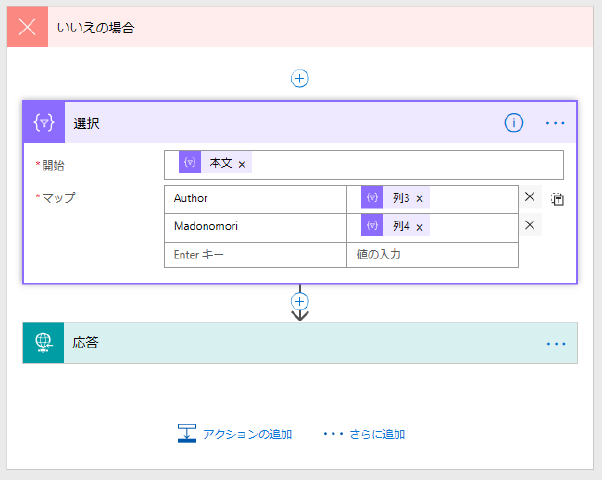 いいえの場合
選択
*開始
本文 x
*マップ
Author
列3 x
Madonomori
列4 x
Enter キー
値の入力
応答
アクションの追加
さらに追加